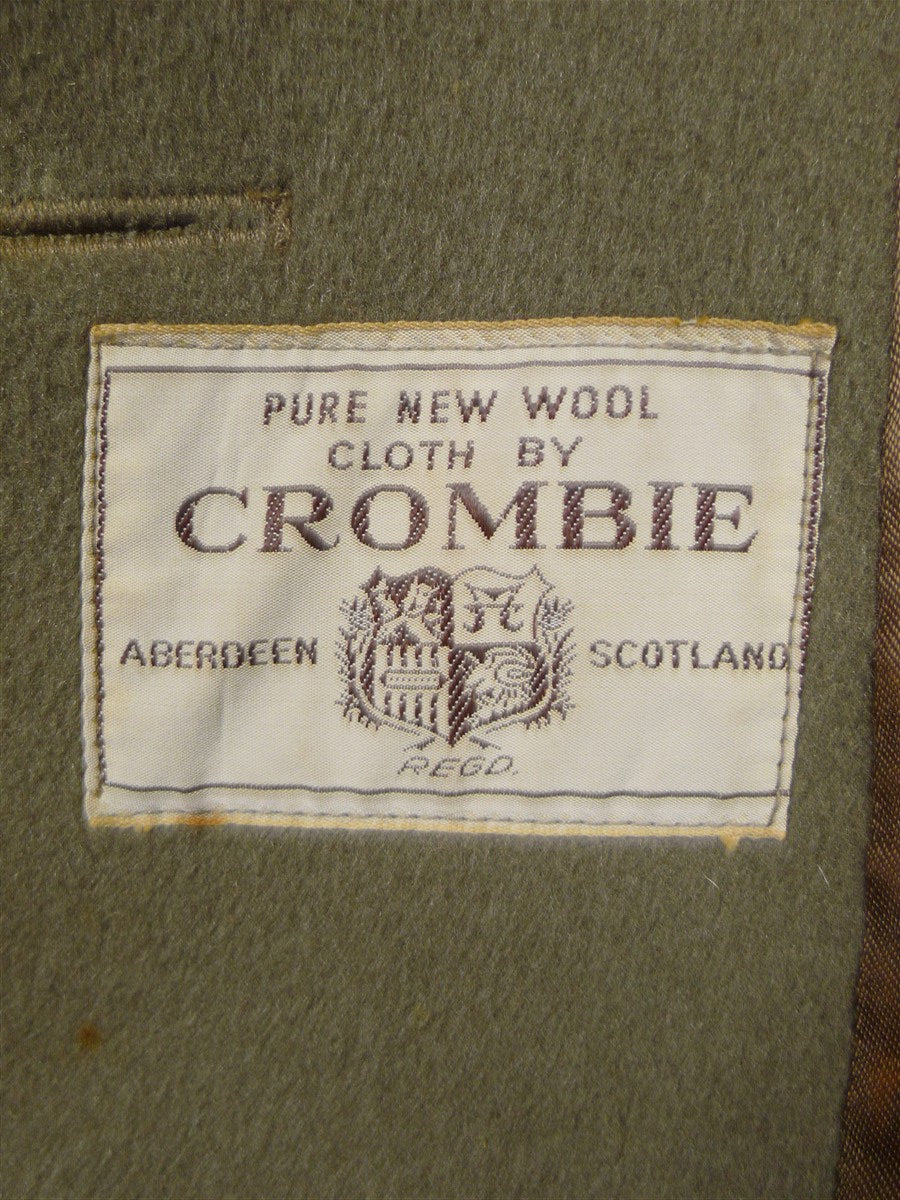 PURE NEW WOOL
CLOTH BY
CROMBIE
ABERDEEN SCOTLAND
REGD.